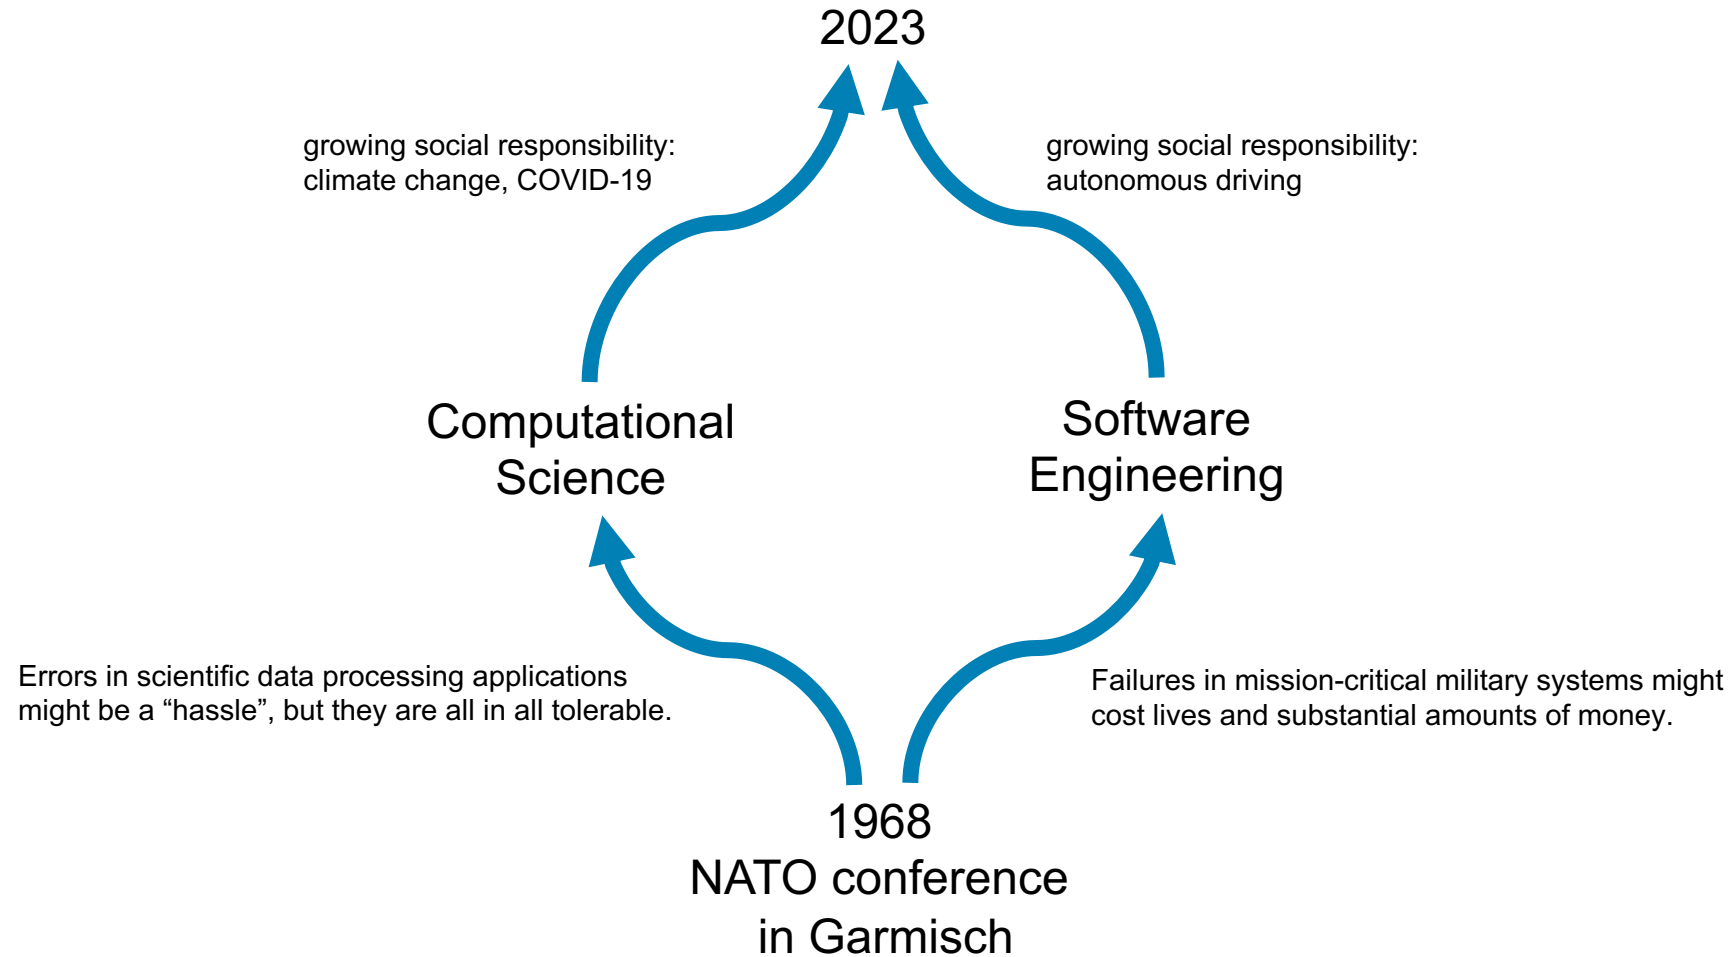 2023
growing social responsibility:
climate change, COVID-19
growing social responsibility:
autonomous driving
Computational
Science
Software
Engineering
Errors in scientific data processing applications
might be a “hassle”, but they are all in all tolerable.
Failures in mission-critical military systems might
cost lives and substantial amounts of money.
1968
NATO conference
in Garmisch